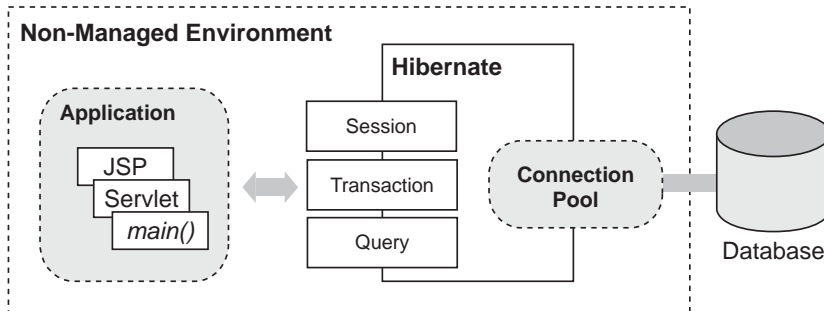 Non-Managed Environment
Hibernate
Application
JSP
Servlet
main()
Session
Transaction
Query
Connection
Pool
Database